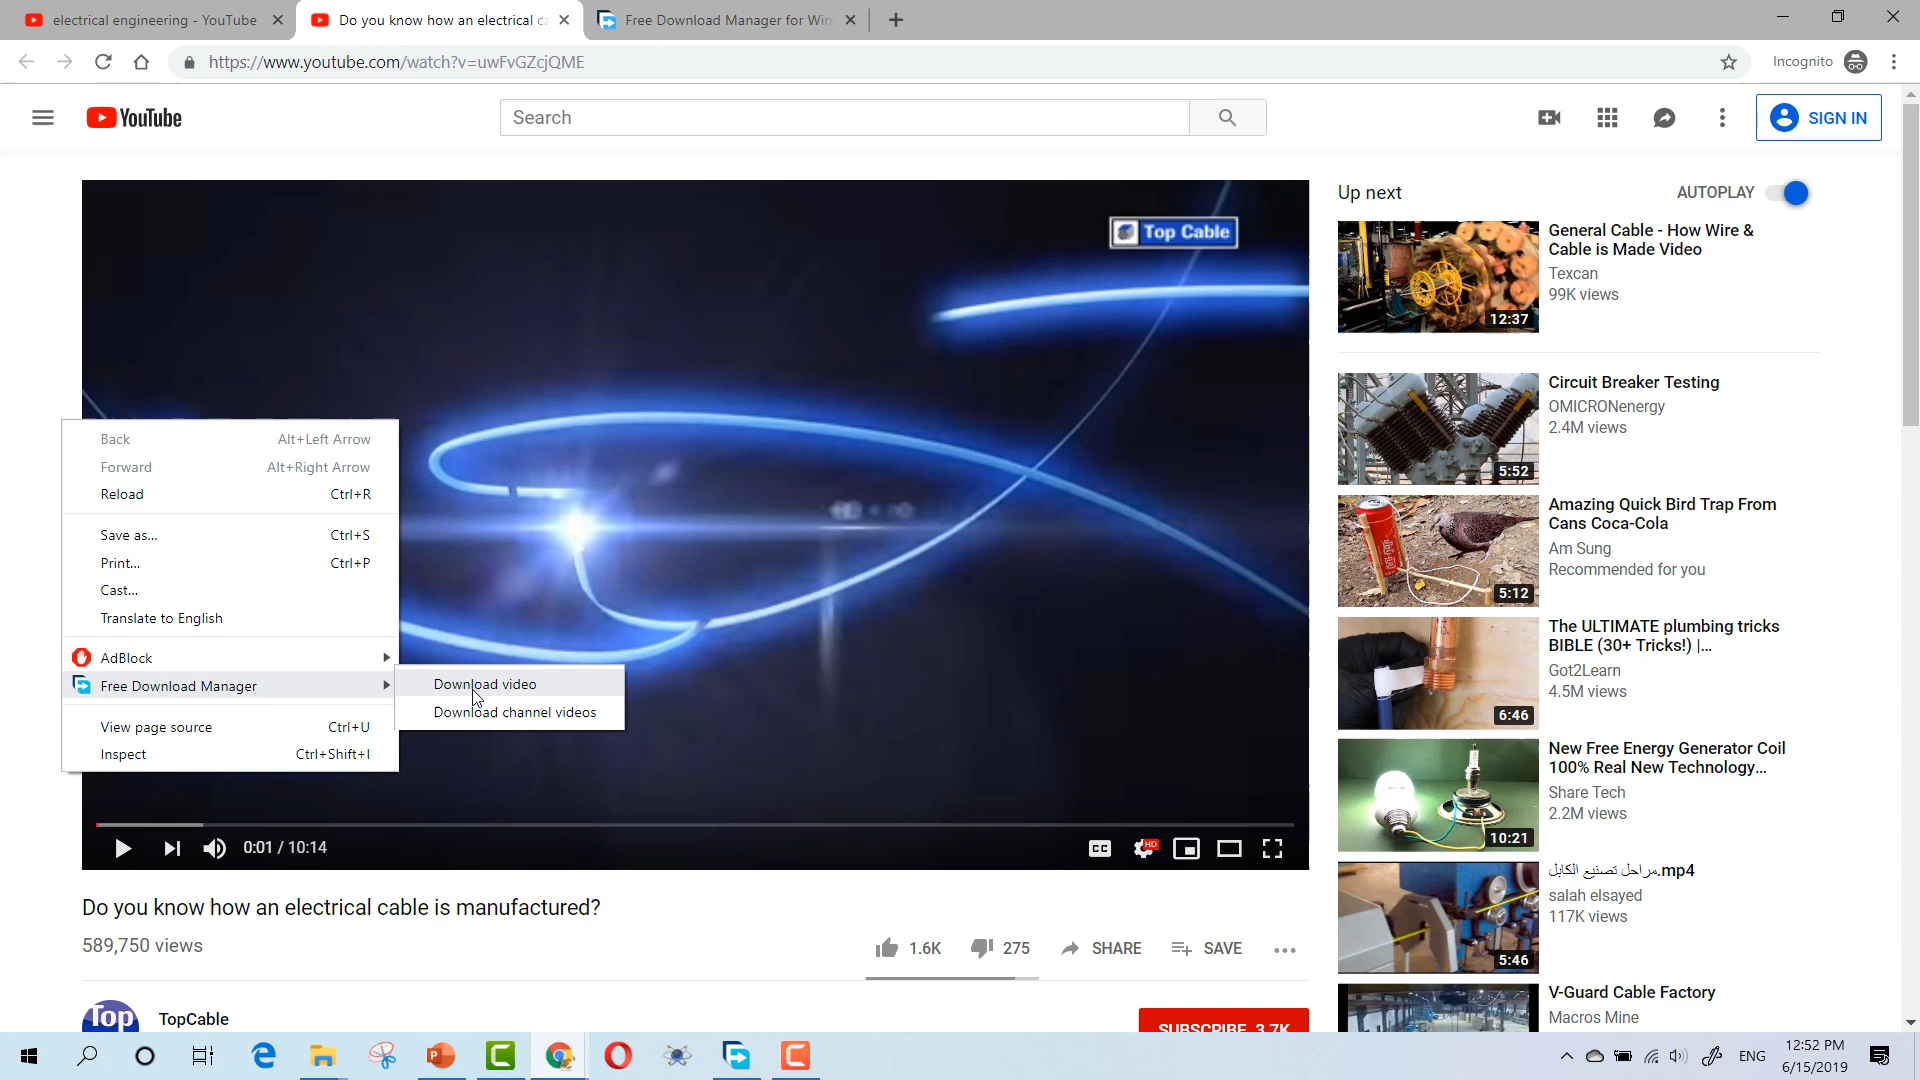 electrical engineering - YouTube
Do you know how an electrical ca
Free Download Manager for Win
https://www.youtube.com/watch?v=uwFvGZcjQME
Incognito
YouTube
Search
SIGN IN
Top Cable
Up next
AUTOPLAY
General Cable - How Wire &
Cable is Made Video
Texcan
99K views
12:37
Circuit Breaker Testing
OMICRONenergy
2.4M views
5:52
Amazing Quick Bird Trap From
Cans Coca-Cola
Am Sung
Recommended for you
5:12
The ULTIMATE plumbing tricks
BIBLE (30+ Tricks!) |...
Got2Learn
4.5M views
6:46
New Free Energy Generator Coil
100% Real New Technology...
Share Tech
2.2M views
10:21
مراحل تصنيع الكابل.mp4
salah elsayed
117K views
5:46
V-Guard Cable Factory
Macros Mine
Back Alt+Left Arrow
Forward Alt+Right Arrow
Reload Ctrl+R
Save as... Ctrl+S
Print... Ctrl+P
Cast...
Translate to English
AdBlock
Free Download Manager
View page source Ctrl+U
Inspect Ctrl+Shift+I
Download video
Download channel videos
0:01 / 10:14
CC
HD
Do you know how an electrical cable is manufactured?
589,750 views
1.6K
275
SHARE
SAVE
Top
TopCable
SUBSCRIBE 3.7K
ENG
12:52 PM
6/15/2019